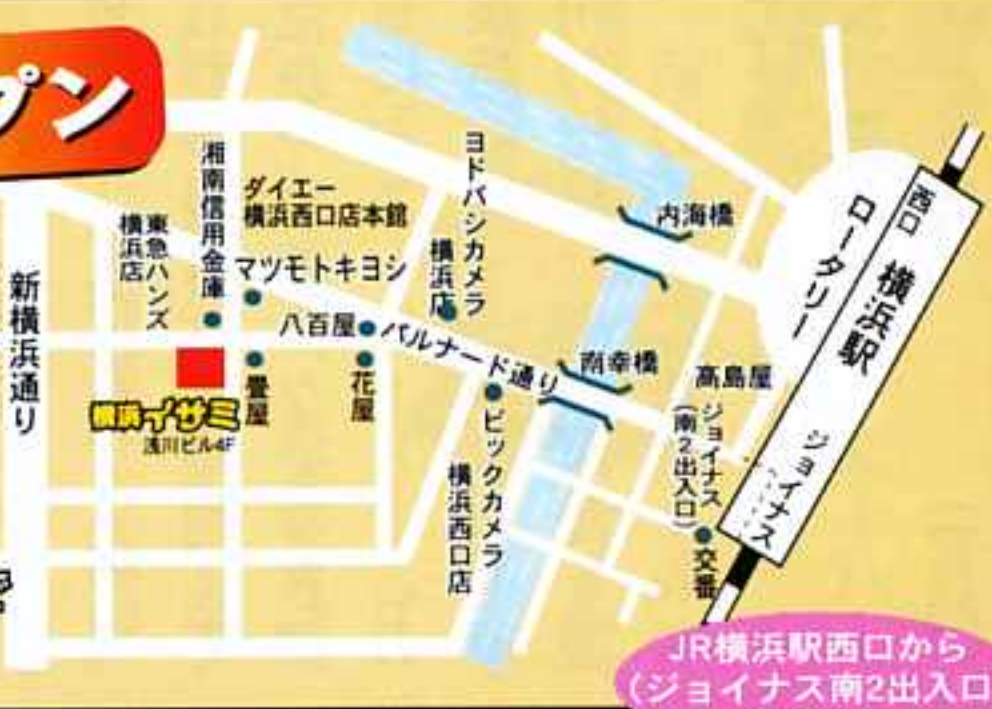 プン
新横浜通り
東急ハンズ
横浜店
湘南信用金庫
ダイエー
横浜西口店本館
マツモトキヨシ
ヨドバシカメラ
横浜店
内海橋
西口
横浜駅
ロータリー
八百屋
パルナード通り
南幸橋
高島屋
横浜イサミ
浅川ビル4F
畳屋
花屋
ビックカメラ
横浜西口店
ジョイナス
(南2出入口)
交番
ジョイナス
JR横浜駅西口から
(ジョイナス南2出入口